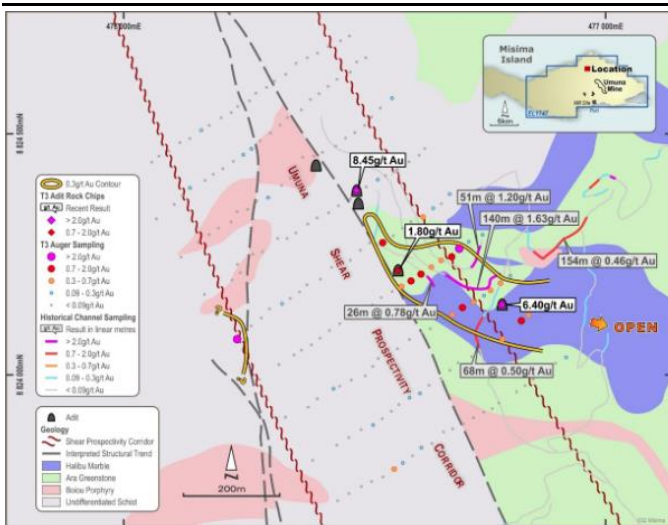 477 000mE
Misima
Island
Location
Umuna
Mine
5km
8 824 500mN
8.45g/t Au
UMUNA
51m @ 1.20g/t Au
140m @ 1.63g/t Au
1.80g/t Au
154m @ 0.46g/t Au
SHEAR
6.40g/t Au
26m @ 0.78g/t Au
OPEN
PROSPECTIVITY
68m @ 0.50g/t Au
8 824 000mN
CORRIDOR
0.3g/t Au Contour
T3 Adit Rock Chips
Recent Result
> 2.0g/t Au
0.7 - 2.0g/t Au
T3 Auger Sampling
> 2.0g/t Au
0.7 - 2.0g/t Au
0.3 - 0.7g/t Au
0.09 - 0.3g/t Au
< 0.09g/t Au
Historical Channel Sampling
Result in linear metres
> 2.0g/t Au
0.7 - 2.0g/t Au
0.3 - 0.7g/t Au
0.09 - 0.3g/t Au
< 0.09g/t Au
Adit
Geology
Shear Prospectivity Corridor
Interpreted Structural Trend
Halibu Marble
Ara Greenstone
Boiou Porphyry
Undifferentiated Schist
N
200m
?
?